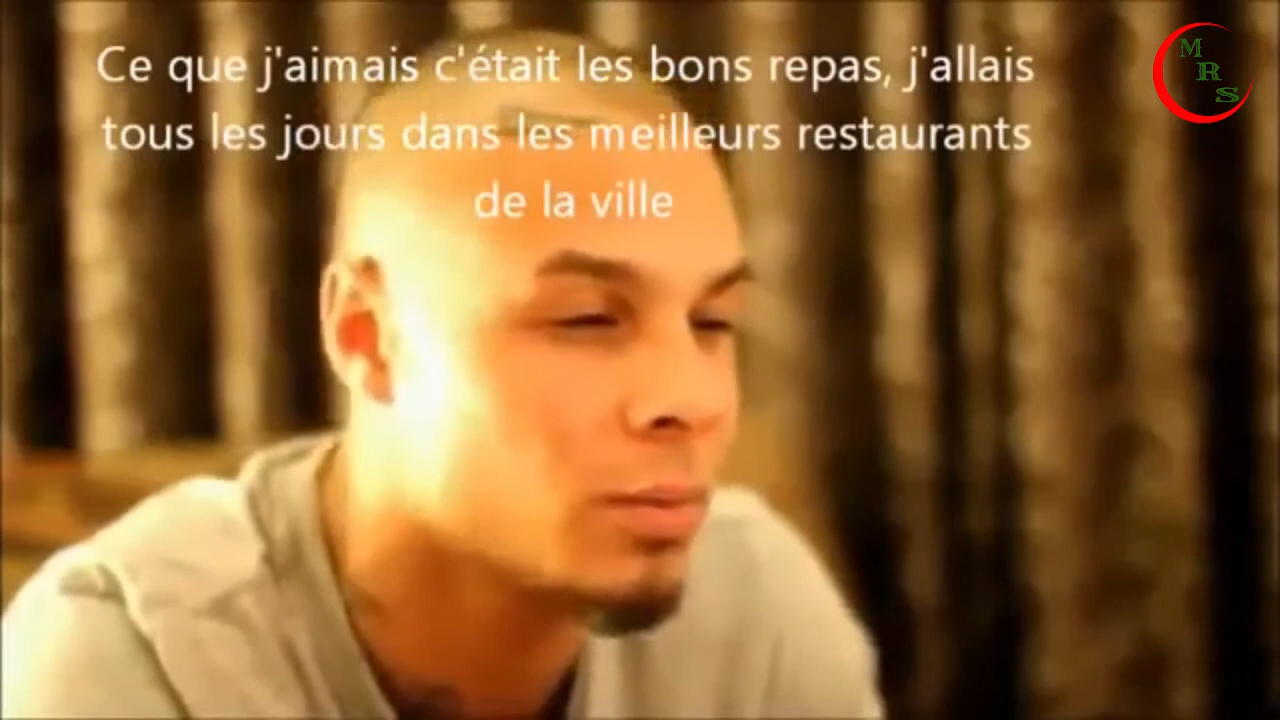 Ce que j'aimais c'était les bons repas, j'allais
tous les jours dans les meilleurs restaurants
de la ville
M
R
S